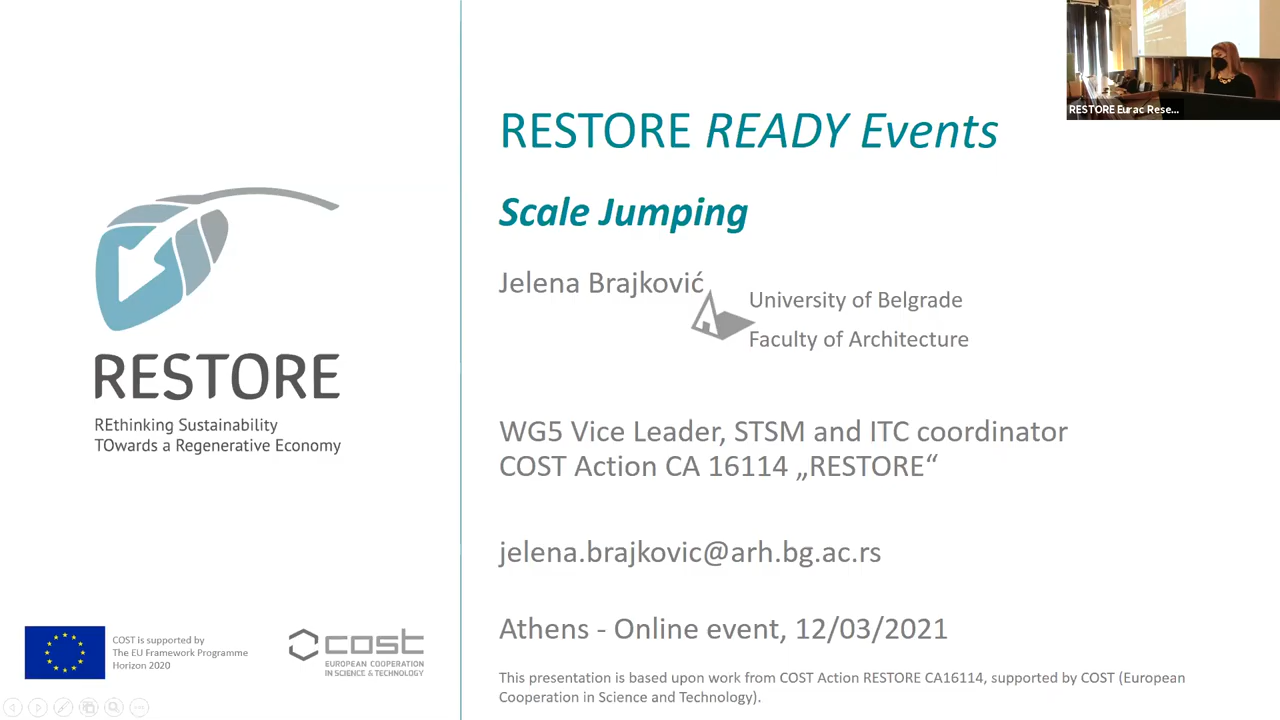 RESTORE Eurac Rese...
RESTORE READY Events
Scale Jumping
Jelena Brajković
University of Belgrade
Faculty of Architecture
WG5 Vice Leader, STSM and ITC coordinator
COST Action CA 16114 „RESTORE“
jelena.brajkovic@arh.bg.ac.rs
Athens - Online event, 12/03/2021
This presentation is based upon work from COST Action RESTORE CA16114, supported by COST (European
Cooperation in Science and Technology).
RESTORE
REthinking Sustainability
TOwards a Regenerative Economy
COST is supported by
The EU Framework Programme
Horizon 2020
cost
EUROPEAN COOPERATION
IN SCIENCE & TECHNOLOGY